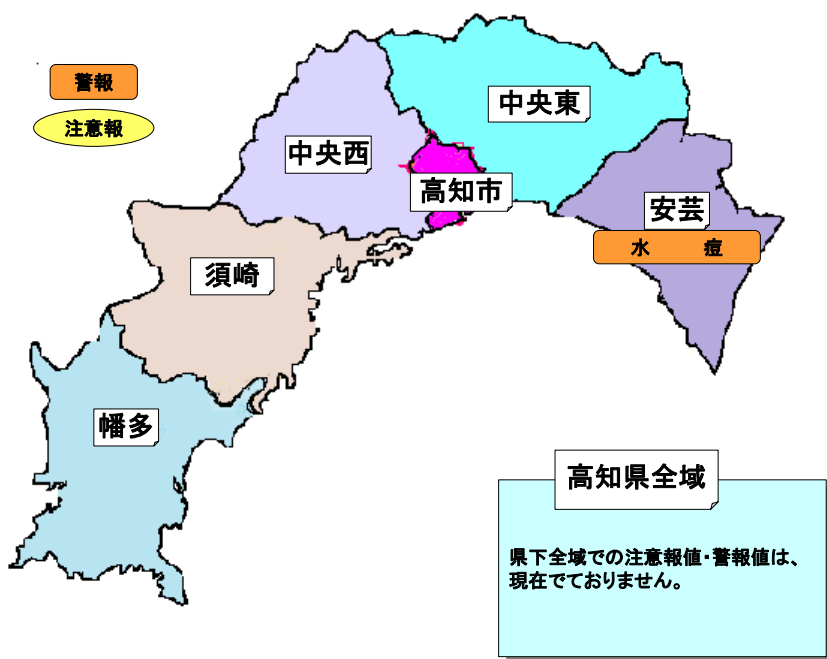 警報
注意報
中央東
中央西
高知市
安芸
水 痘
須崎
幡多
高知県全域
県下全域での注意報値・警報値は、
現在でておりません。